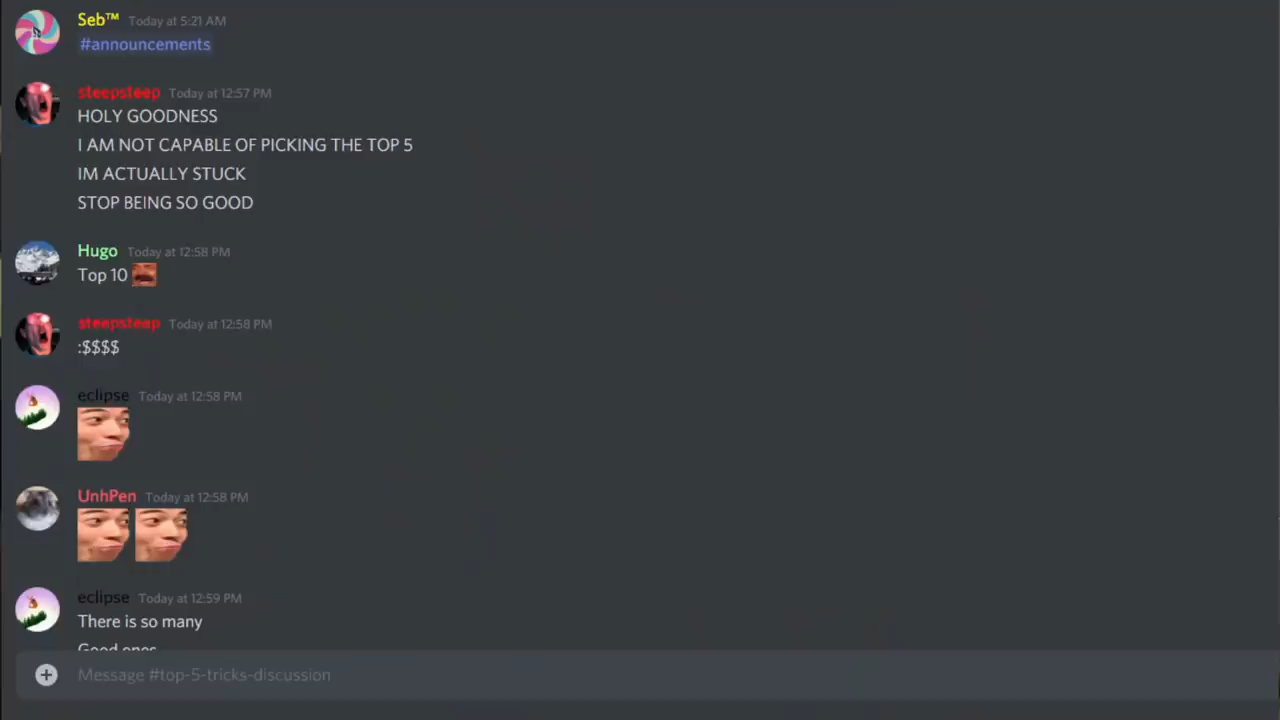 Seb™ Today at 5:21 AM
#announcements
steepsteep Today at 12:57 PM
HOLY GOODNESS
I AM NOT CAPABLE OF PICKING THE TOP 5
IM ACTUALLY STUCK
STOP BEING SO GOOD
Hugo Today at 12:58 PM
Top 10
steepsteep Today at 12:58 PM
:$$$$
eclipse Today at 12:58 PM
UnhPen Today at 12:58 PM
eclipse Today at 12:59 PM
There is so many
Good ones
Message #top-5-tricks-discussion